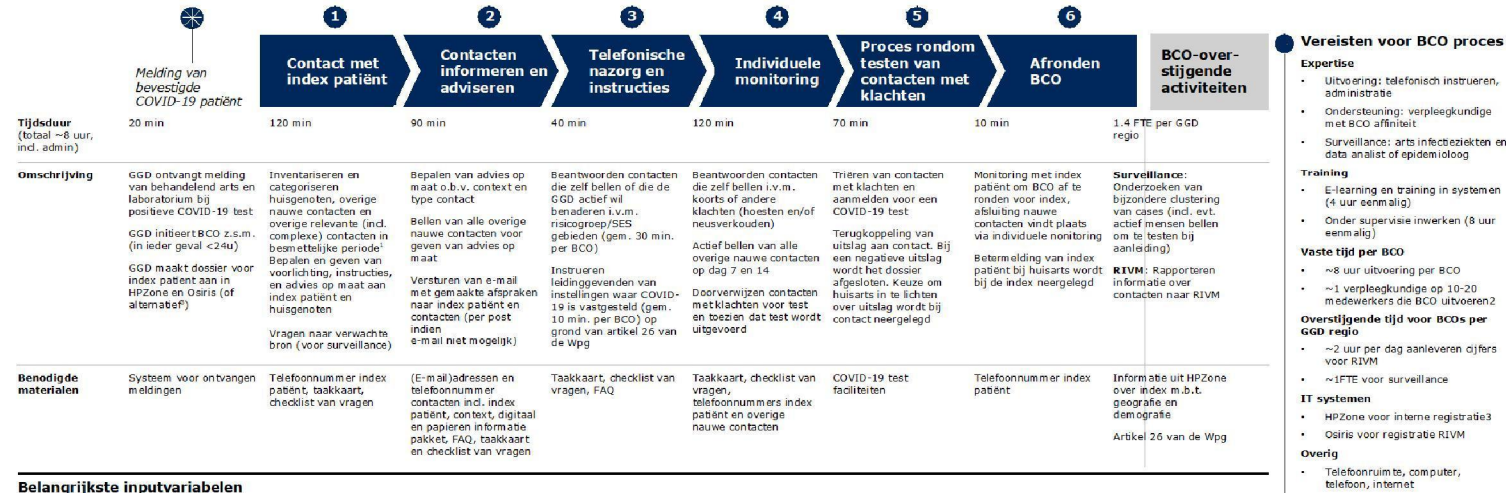 1
2
3
4
5
6
Melding van
bevestigde
COVID-19 patiënt
Contact met
index patiënt
Contacten
informeren en
adviseren
Telefonische
nazorg en
instructies
Individuele
monitoring
Proces rondom
testen van
contacten met
klachten
Afronden
BCO
BCO-over-
stijgende
activiteiten
Tijdsduur
(totaal ~8 uur,
incl. admin)
20 min
120 min
90 min
40 min
120 min
70 min
10 min
1.4 FTE per GGD
regio
Omschrijving
GGD ontvangt melding
van behandelend arts en
laboratorium bij
positieve COVID-19 test
GGD initieert BCO z.s.m.
(in ieder geval <24u)
GGD maakt dossier voor
index patient aan in
HPZone en Osiris (of
alternatief³)
Inventariseren en
categoriseren
huisgenoten, overige
nauwe contacten en
overige relevante (incl.
complexe) contacten in
besmettelijke periode¹
Bepalen en geven van
voorlichting, instructies,
en advies op maat aan
index patiënt en
huisgenoten
Vragen naar verwachte
bron (voor surveillance)
Bepalen van advies op
maat o.b.v. context en
type contact
Bellen van alle overige
nauwe contacten voor
geven van advies op
maat
Versturen van e-mail
met gemaakte afspraken
naar index patiënt en
contacten (per post
indien
e-mail niet mogelijk)
Beantwoorden contacten
die zelf bellen of die de
GGD actief wil
benaderen i.v.m.
risicogroep/SES
gebieden (gem. 30 min.
per BCO)
Instrueren
leidinggevenden van
instellingen waar COVID-
19 is vastgesteld (gem.
10 min. per BCO) op
grond van artikel 26 van
de Wpg
Beantwoorden contacten
die zelf bellen i.v.m.
koorts of andere
klachten (hoesten en/of
neusverkouden)
Actief bellen van alle
overige nauwe contacten
op dag 7 en 14
Doorverwijzen contacten
met klachten voor test
en toezien dat test wordt
uitgevoerd
Triëren van contacten
met klachten en
aanmelden voor een
COVID-19 test
Terugkoppelen van
uitslag aan contact. Bij
een negatieve uitslag
wordt het dossier
afgesloten. Keuze om
huisarts in te lichten
over uitslag wordt bij
contact neergelegd
Monitoring met index
patiënt om BCO af te
ronden voor index,
afsluiting nauwe
contacten vindt plaats
via individuele nonitoring
Betermelding van index
patiënt bij huisarts wordt
bij de index neergelegd
Surveillance:
Onderzoeken van
bijzondere clustering
van cases (incl. evt.
actief mensen bellen
om te testen bij
aanleiding)
RIVM: Rapporteren
informatie over
contacten naar RIVM
Benodigde
materialen
Systeem voor ontvangen
meldingen
Telefoonnummer index
patiënt, taakkaart,
checklist van vragen
(E-mail)adressen en
telefoonnummer
contacten incl. index
patiënt, context, digitaal
en papieren informatie
pakket, FAQ, taakkaart
en checklist van vragen
Taakkaart, checklist van
vragen, FAQ
Taakkaart, checklist van
vragen,
telefoonnummers index
patiënt en overige
nauwe contacten
COVID-19 test
faciliteiten
Telefoonnummer index
patiënt
Informatie uit HPZone
over index m.b.t.
geografie en
demografie
Artikel 26 van de Wpg
Belangrijkste inputvariabelen
Vereisten voor BCO proces
Expertise
• Uitvoering: telefonisch instrueren,
administratie
• Ondersteuning: verpleegkundige
met BCO affiniteit
• Surveillance: arts infectieziekten en
data analist of epidemioloog
Training
• E-learning en training in systemen
(4 uur eenmalig)
• Onder supervisie inwerken (8 uur
eenmalig)
Vaste tijd per BCO
• ~8 uur uitvoering per BCO
• ~1 verpleegkundige op 10-20
medewerkers die BCO uitvoeren2
Overstijgende tijd voor BCOs per
GGD regio
• ~2 uur per dag aanleveren cijfers
voor RIVM
• ~1FTE voor surveillance
IT systemen
• HPZone voor interne registratie3
• Osiris voor registratie RIVM
Overig
• Telefoonruimte, computer,
telefoon, internet